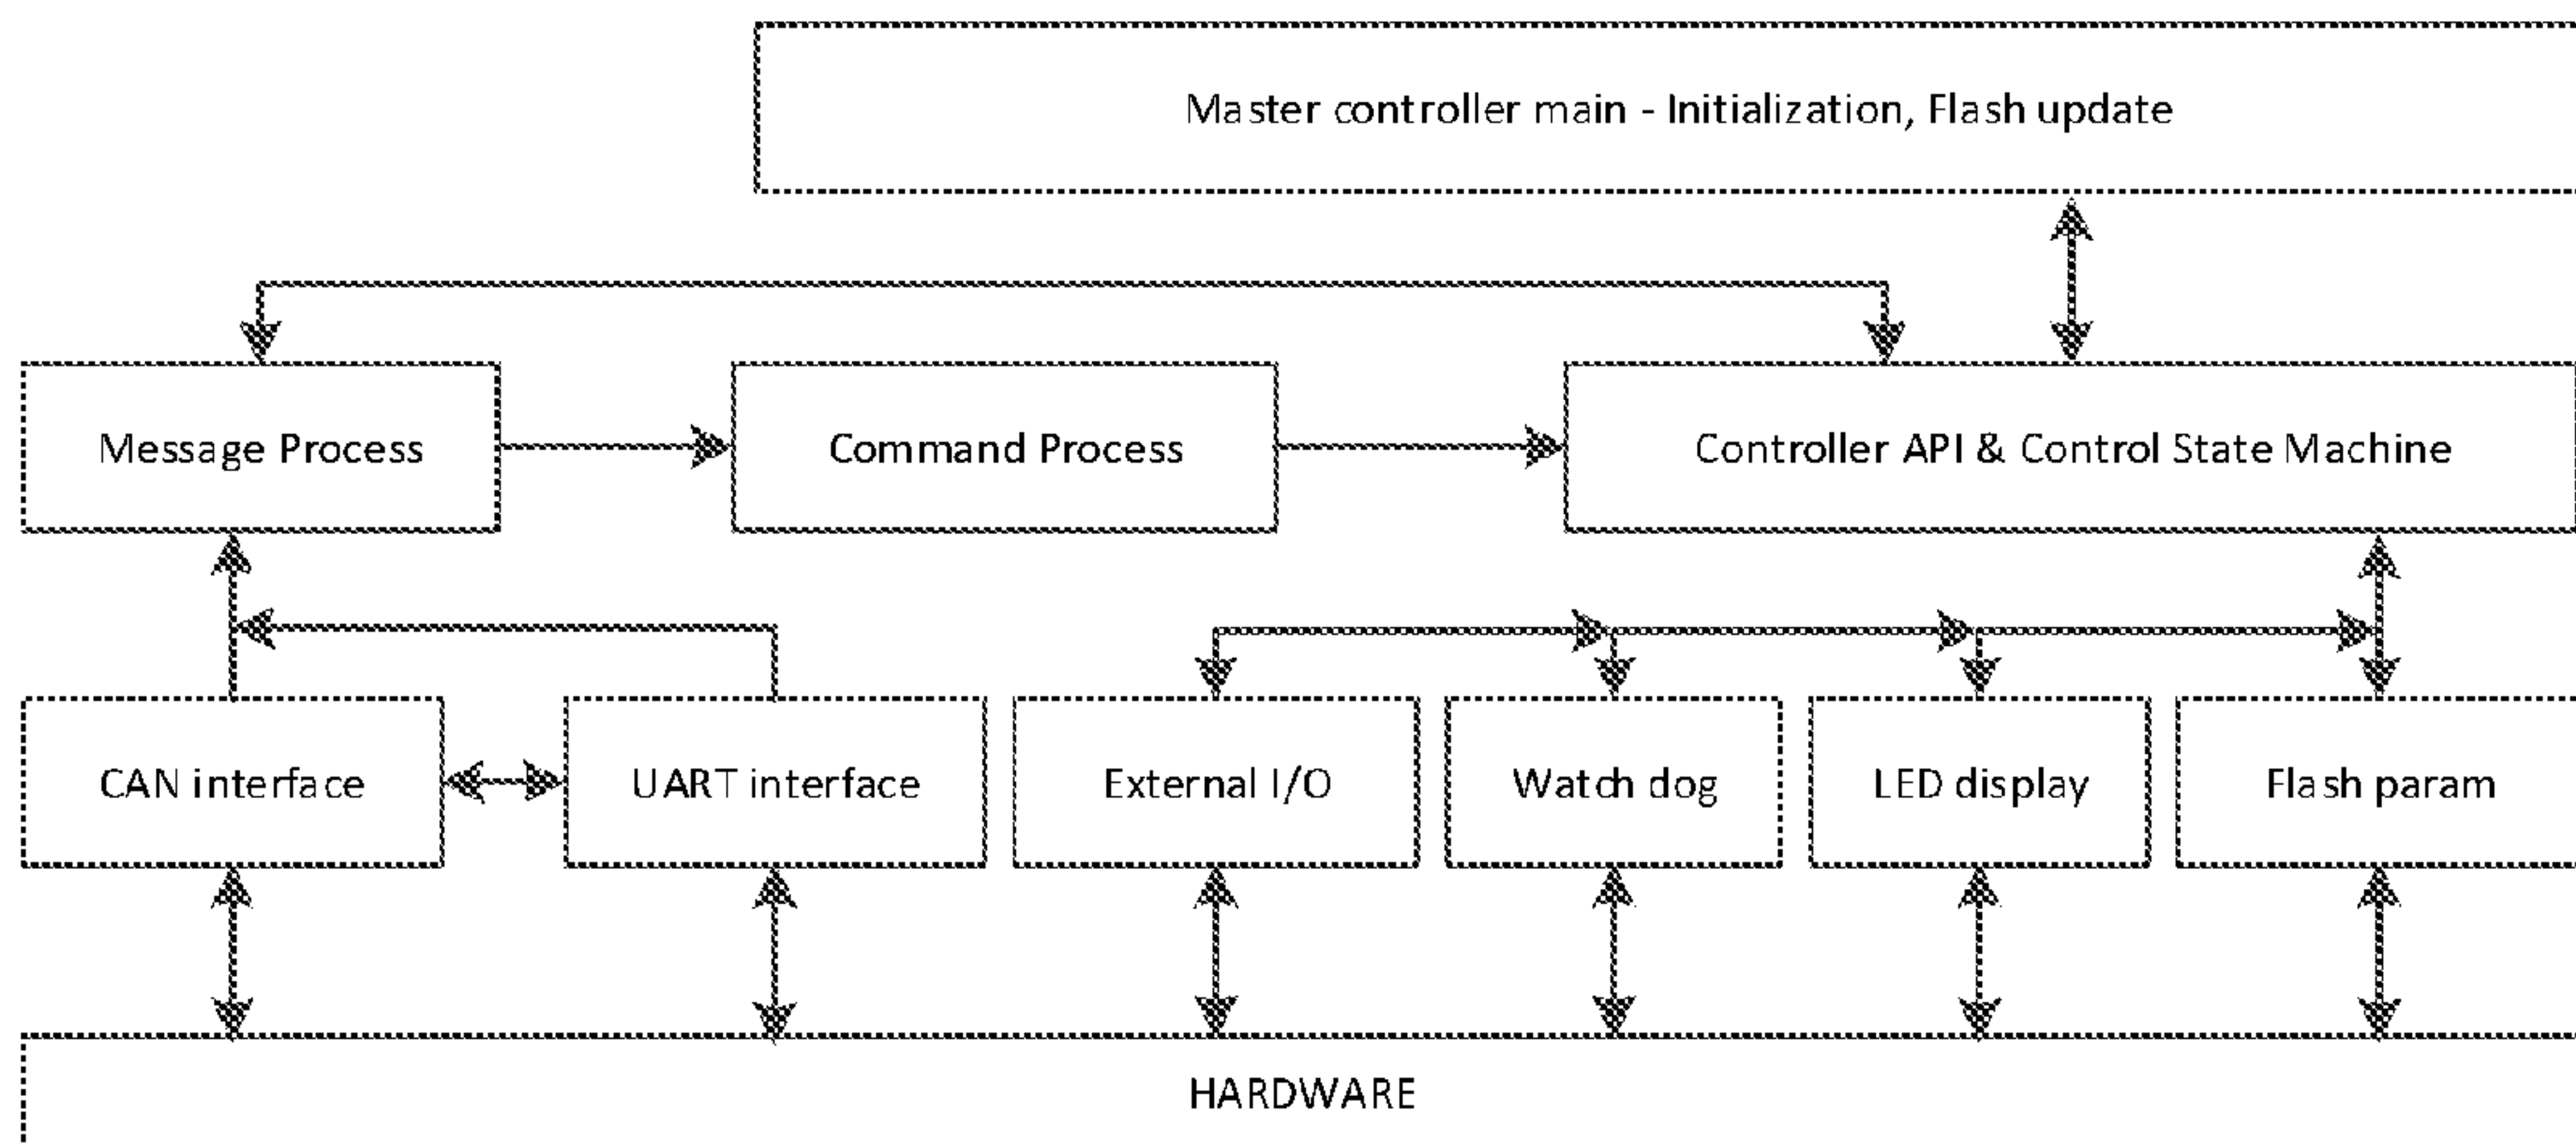 Master controller main - Initialization, Flash update
Message Process
Command Process
Controller API & Control State Machine
CAN interface
UART interface
External I/O
Watch dog
LED display
Flash param
HARDWARE